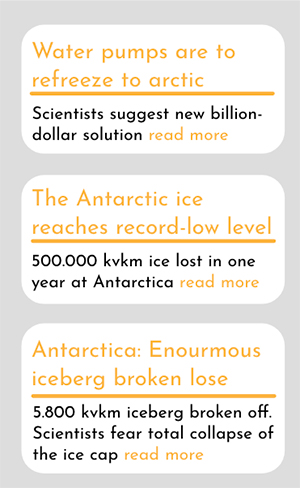 Water pumps are to
refreeze to arctic
Scientists suggest new billion-
dollar solution read more
The Antarctic ice
reaches record-low level
500.000 kvkm ice lost in one
year at Antarctica read more
Antarctica: Enourmous
iceberg broken lose
5.800 kvkm iceberg broken off.
Scientists fear total collapse of
the ice cap read more